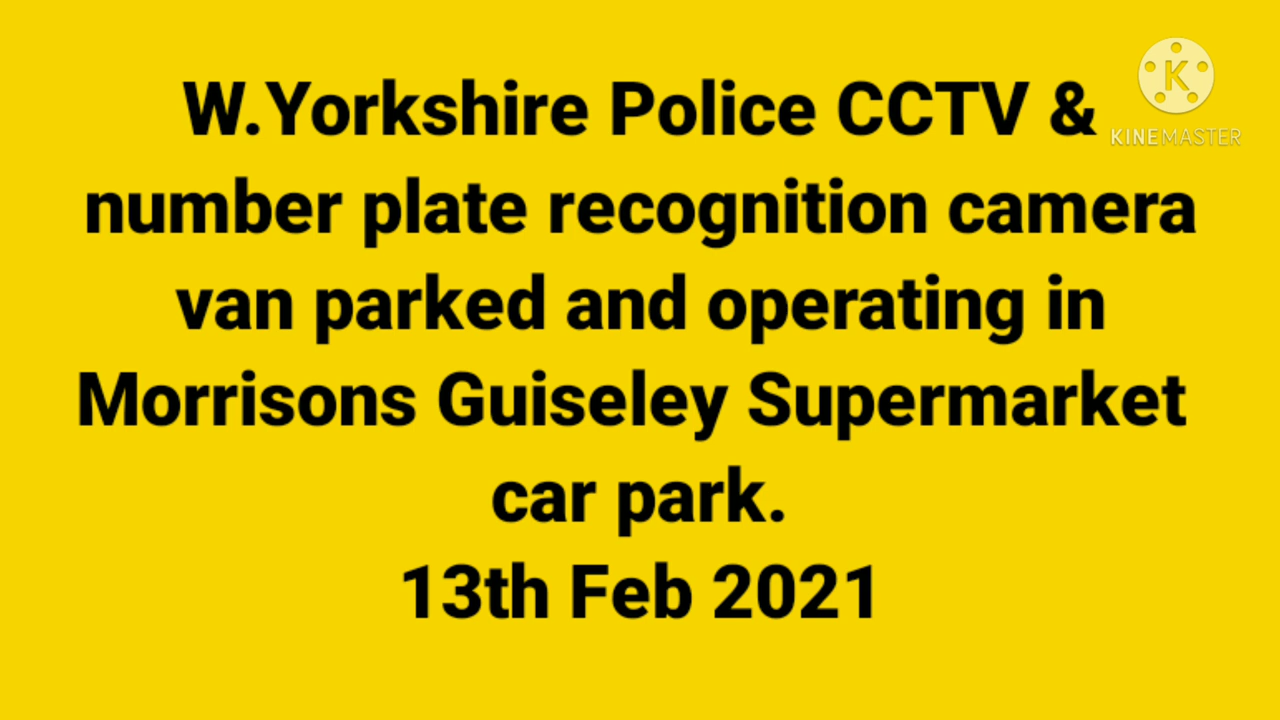 W.Yorkshire Police CCTV &
number plate recognition camera
van parked and operating in
Morrisons Guiseley Supermarket
car park.
13th Feb 2021
K
KINEMASTER